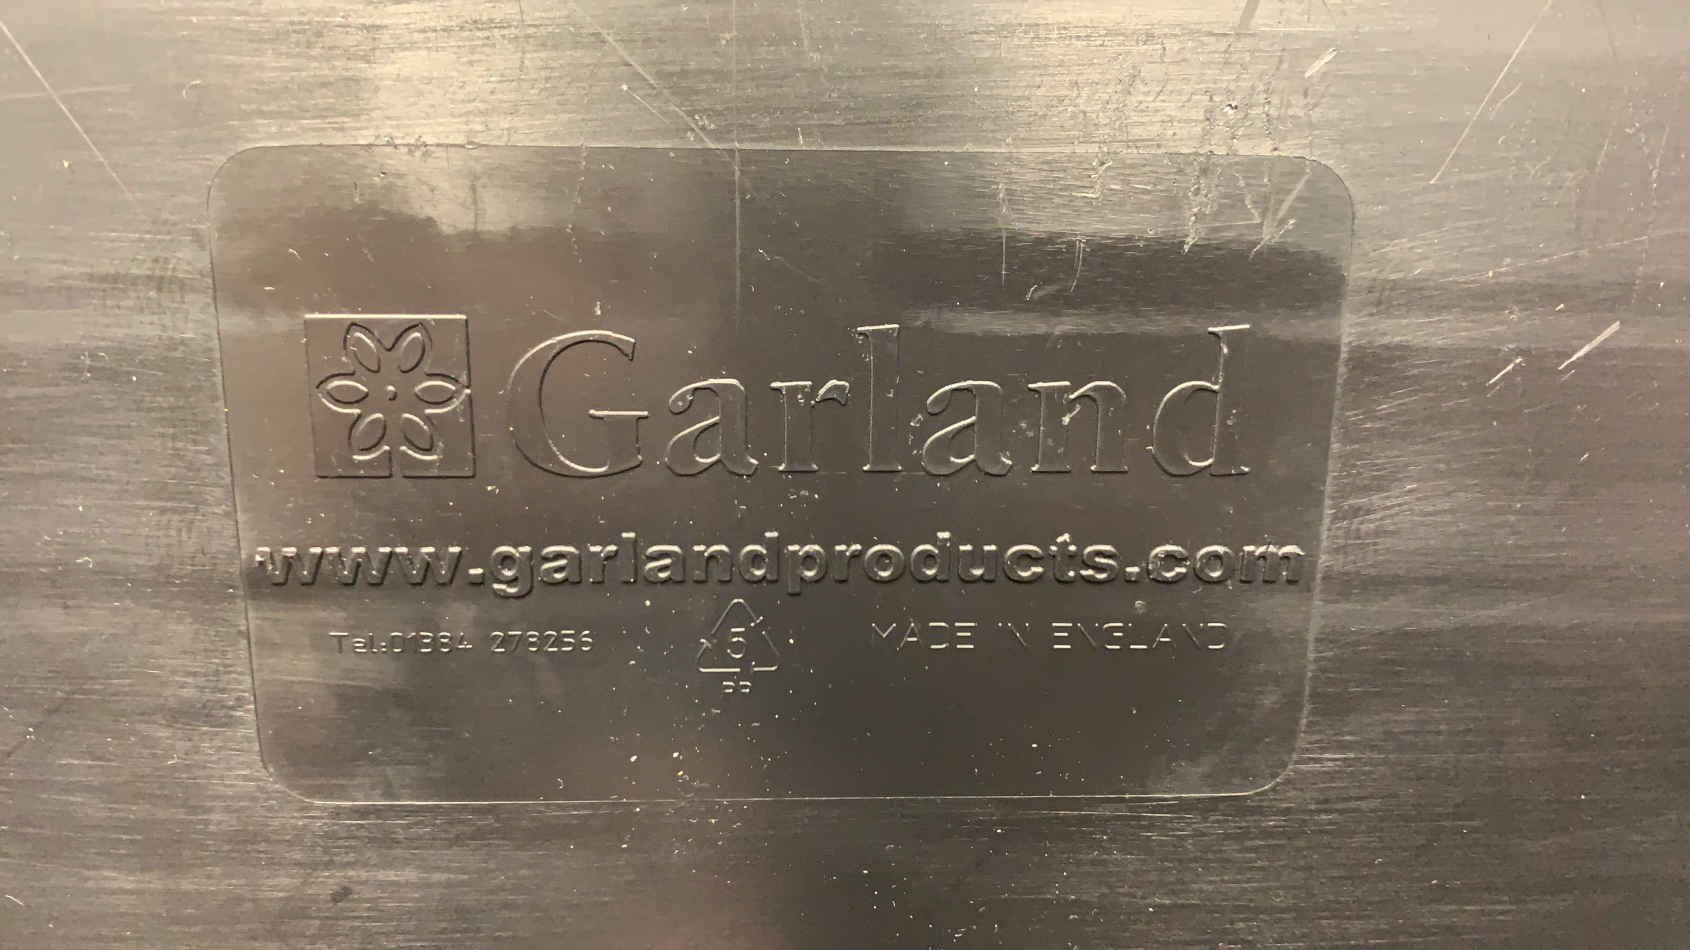 Garland
www.garlandproducts.com
Tel:01384 278256
5
PP
MADE IN ENGLAND